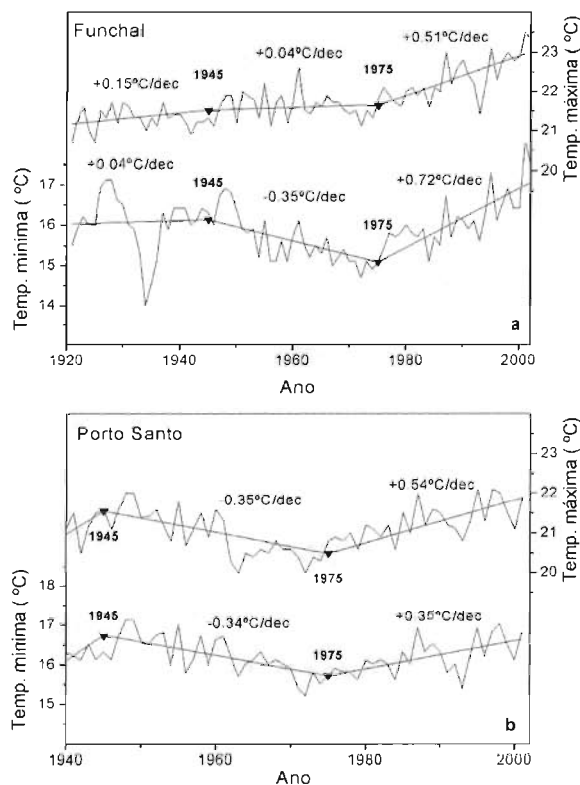 Funchal
+0.15ºC/dec
1945
+0.04ºC/dec
1975
+0.51ºC/dec
23
22
21
20
Temp. máxima ( ºC)
+0.04ºC/dec
1945
-0.35ºC/dec
1975
+0.72ºC/dec
17
16
15
14
Temp. mínima ( ºC)
a
1920
1940
1960
1980
2000
Ano
Porto Santo
1945
-0.35ºC/dec
1975
+0.54ºC/dec
23
22
21
20
Temp. máxima ( ºC)
1945
-0.34ºC/dec
1975
+0.35ºC/dec
18
17
16
15
Temp. mínima ( ºC)
b
1940
1960
1980
2000
Ano